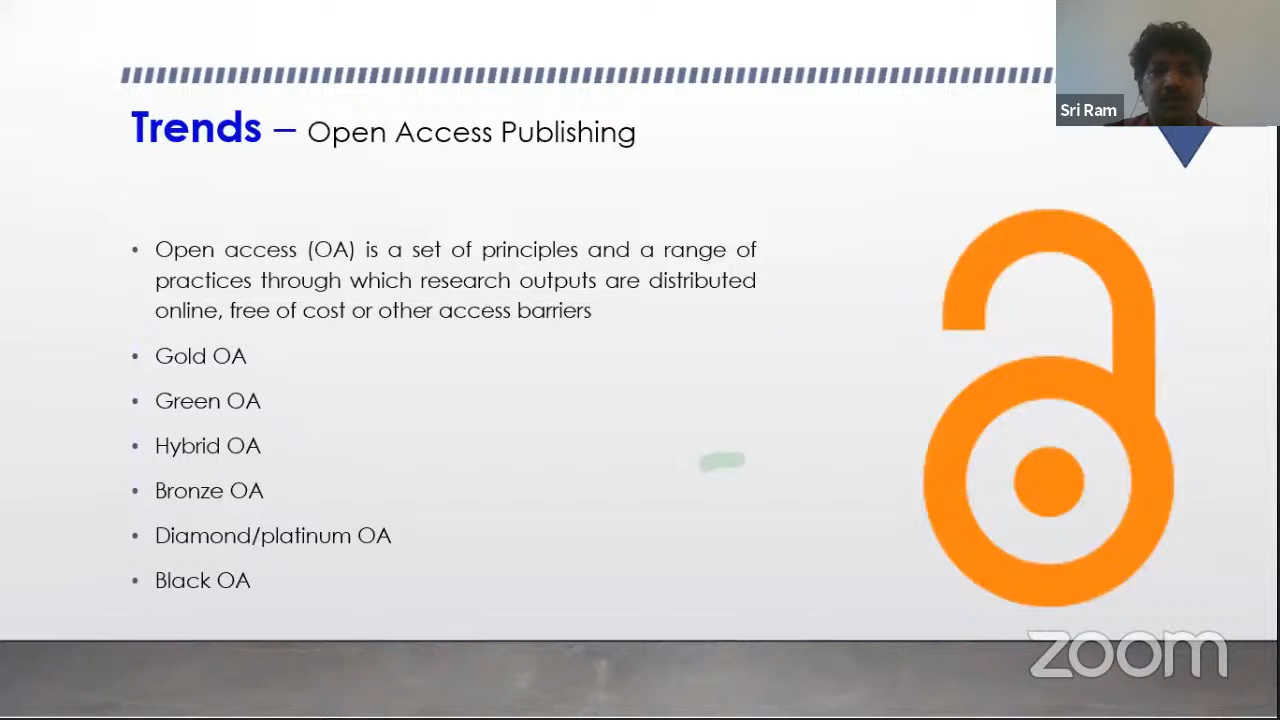 Sri Ram
Trends – Open Access Publishing
• Open access (OA) is a set of principles and a range of
practices through which research outputs are distributed
online, free of cost or other access barriers
• Gold OA
• Green OA
• Hybrid OA
• Bronze OA
• Diamond/platinum OA
• Black OA
zoom